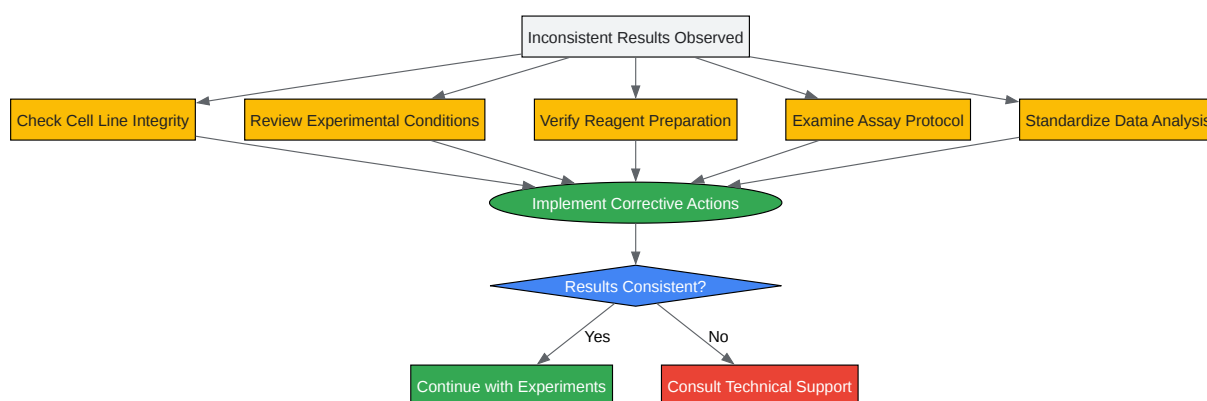 Inconsistent Results Observed
Check Cell Line Integrity
Review Experimental Conditions
Verify Reagent Preparation
Examine Assay Protocol
Standardize Data Analysis
Implement Corrective Actions
Results Consistent?
Yes
No
Continue with Experiments
Consult Technical Support